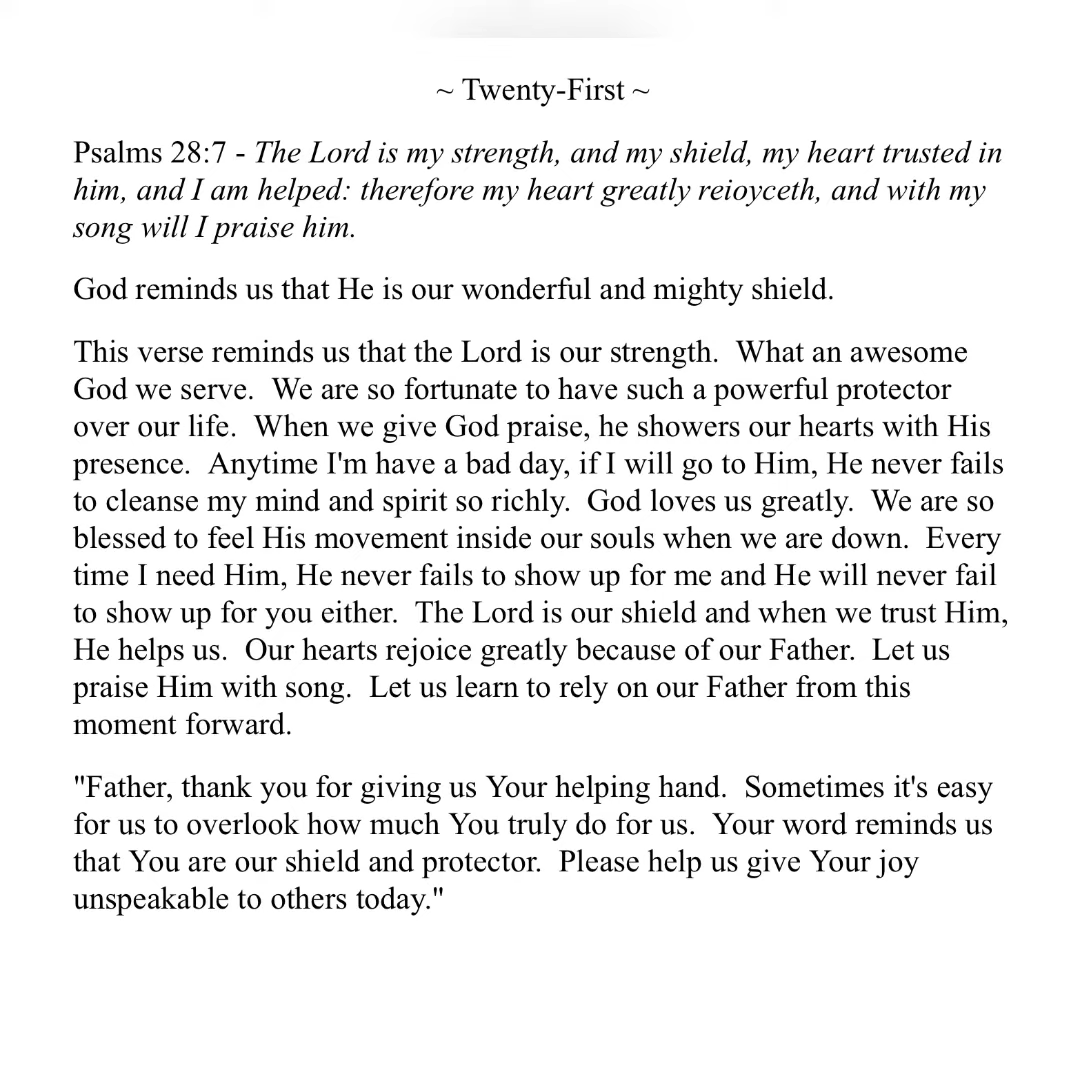 ~ Twenty-First ~
Psalms 28:7 - The Lord is my strength, and my shield, my heart trusted in
him, and I am helped: therefore my heart greatly reioyceth, and with my
song will I praise him.
God reminds us that He is our wonderful and mighty shield.
This verse reminds us that the Lord is our strength.  What an awesome
God we serve.  We are so fortunate to have such a powerful protector
over our life.  When we give God praise, he showers our hearts with His
presence.  Anytime I'm have a bad day, if I will go to Him, He never fails
to cleanse my mind and spirit so richly.  God loves us greatly.  We are so
blessed to feel His movement inside our souls when we are down.  Every
time I need Him, He never fails to show up for me and He will never fail
to show up for you either.  The Lord is our shield and when we trust Him,
He helps us.  Our hearts rejoice greatly because of our Father.  Let us
praise Him with song.  Let us learn to rely on our Father from this
moment forward.
"Father, thank you for giving us Your helping hand.  Sometimes it's easy
for us to overlook how much You truly do for us.  Your word reminds us
that You are our shield and protector.  Please help us give Your joy
unspeakable to others today."